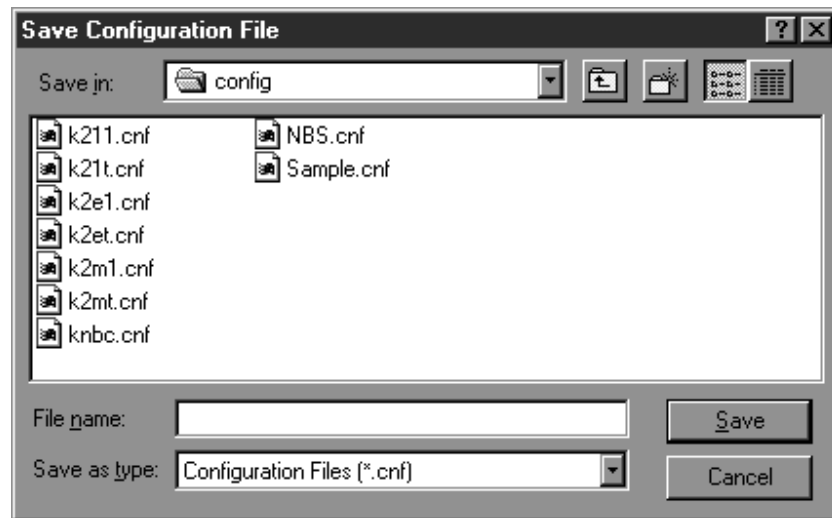 Save Configuration File
Save in: config
k211.cnf NBS.cnf
k21t.cnf Sample.cnf
k2e1.cnf
k2et.cnf
k2m1.cnf
k2mt.cnf
knbc.cnf
File name: Save
Save as type: Configuration Files (*.cnf) Cancel